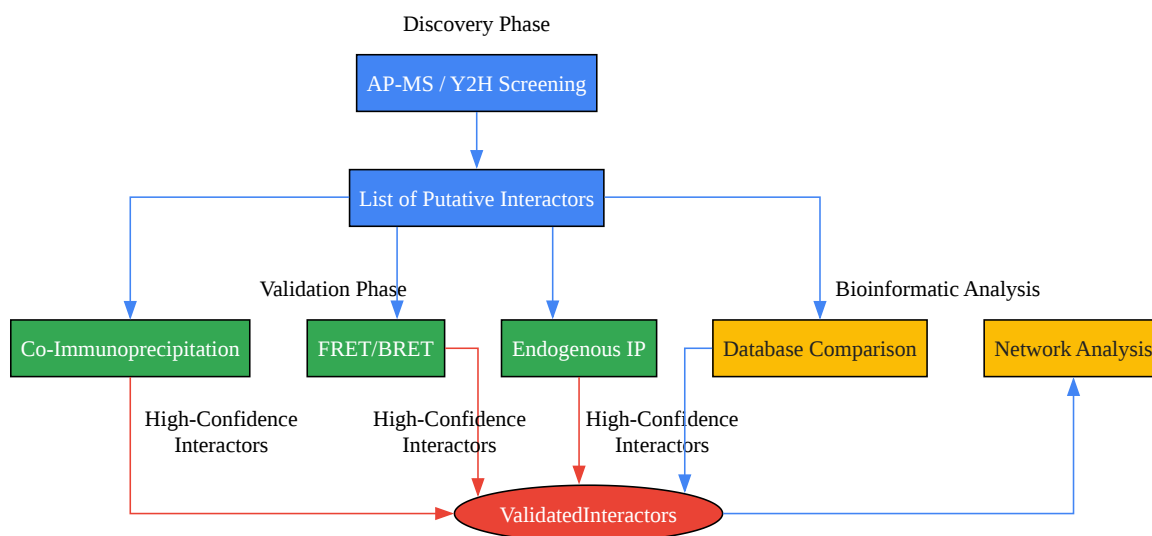 Discovery Phase
AP-MS / Y2H Screening
List of Putative Interactors
Validation Phase
Bioinformatic Analysis
Co-Immunoprecipitation
FRET/BRET
Endogenous IP
Database Comparison
Network Analysis
High-Confidence
Interactors
High-Confidence
Interactors
High-Confidence
Interactors
ValidatedInteractors